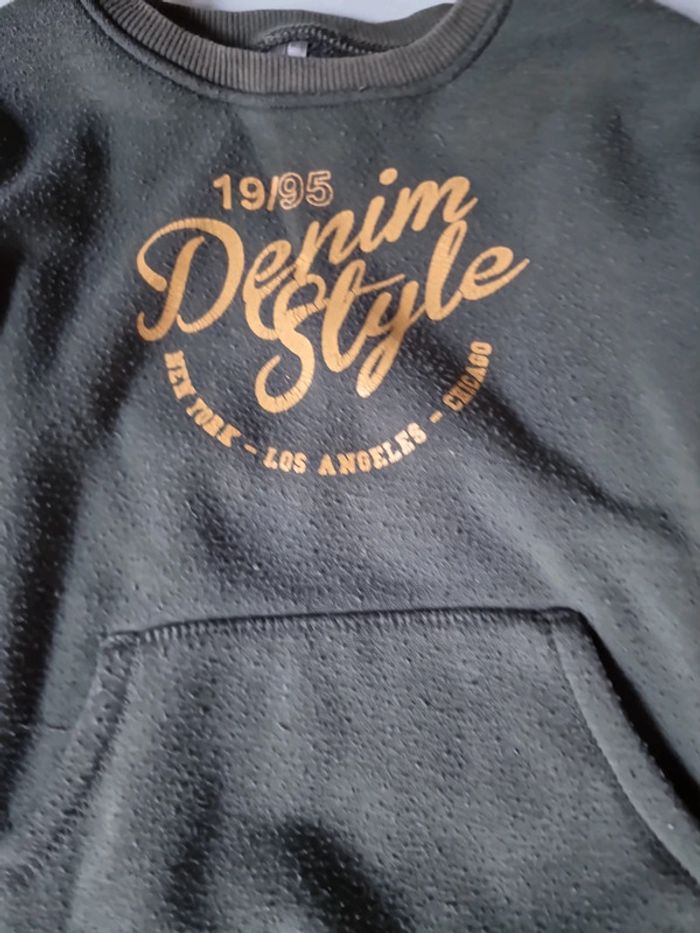 19/95
Denim
Style
NEW YORK - LOS ANGELES - CHICAGO